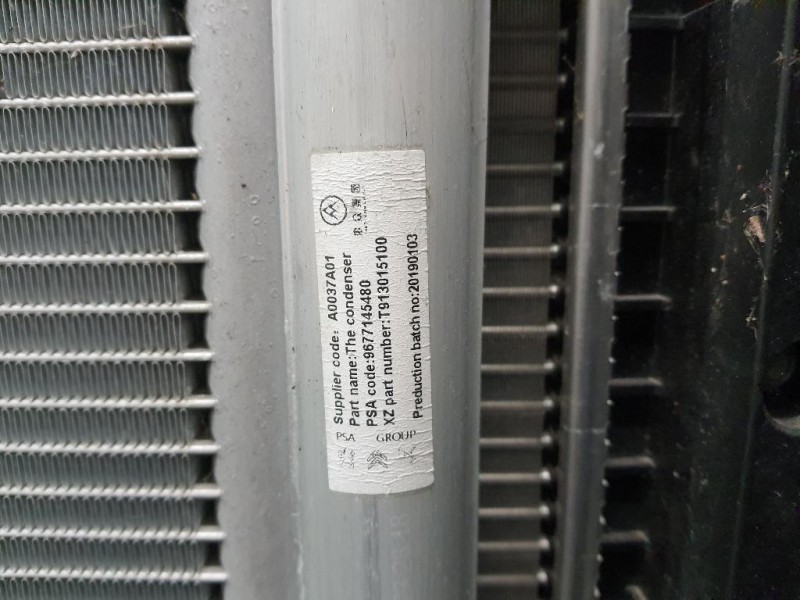 Supplier code: A0037A01
Part name:The condenser
PSA code:9677145480
XZ part number:T913015100
Preduction batch no:20190103
PSA GROUP